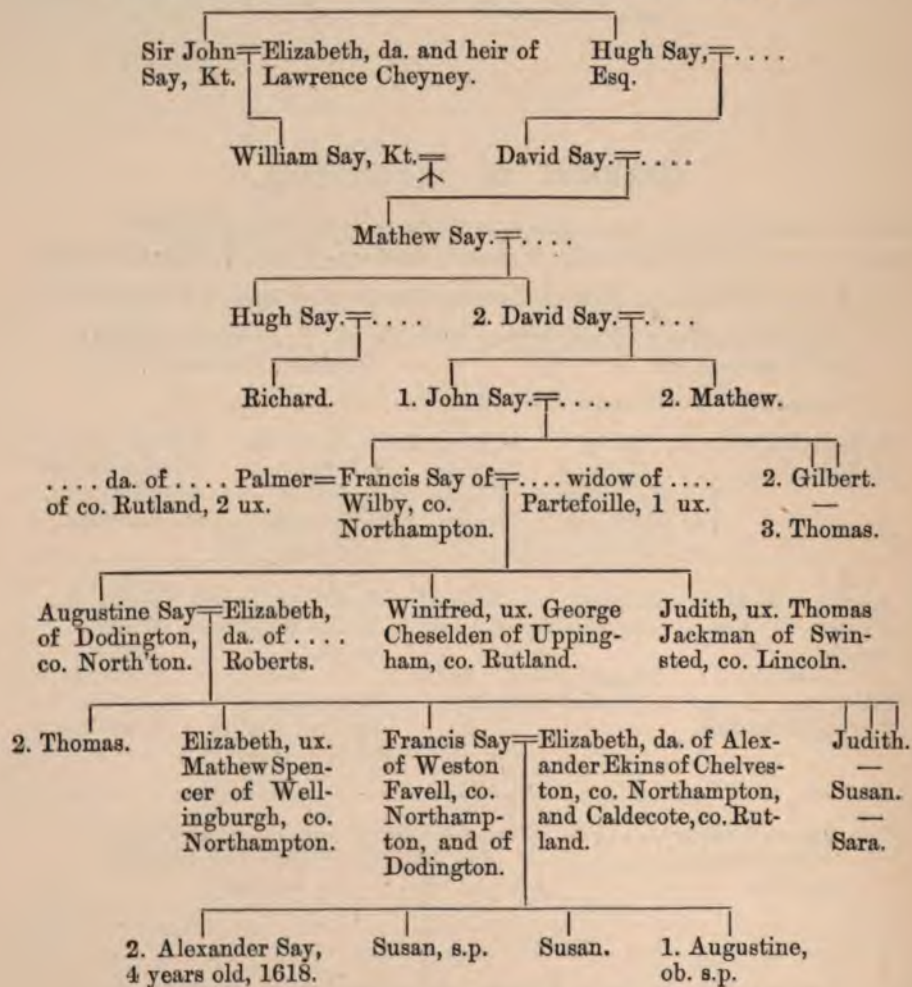 Sir John Elizabeth, da. and heir of Hugh Say, . . . .
Say, Kt. Lawrence Cheyney. Esq.
William Say, Kt. David Say. . . . .
Mathew Say. . . . .
Hugh Say. . . . . 2. David Say. . . . .
Richard. 1. John Say. . . . . 2. Mathew.
. . . . da. of . . . . Palmer=Francis Say of . . . . widow of . . . . 2. Gilbert.
of co. Rutland, 2 ux. Wilby, co. Partefoille, 1 ux. —
Northampton. 3. Thomas.
Augustine Say Elizabeth, Winifred, ux. George Judith, ux. Thomas
of Dodington, da. of . . . . Cheselden of Upping- Jackman of Swin-
co. North'ton. Roberts. ham, co. Rutland. sted, co. Lincoln.
2. Thomas. Elizabeth, ux. Francis Say Elizabeth, da. of Alex- Judith.
Mathew Spen- of Weston ander Ekins of Chelves- —
cer of Well- Favell, co. ton, co. Northampton, Susan.
ingburgh, co. Northamp- and Caldecote, co. Rut- —
Northampton. ton, and of land. Sara.
Dodington.
2. Alexander Say, Susan, s.p. Susan. 1. Augustine,
4 years old, 1618. ob. s.p.